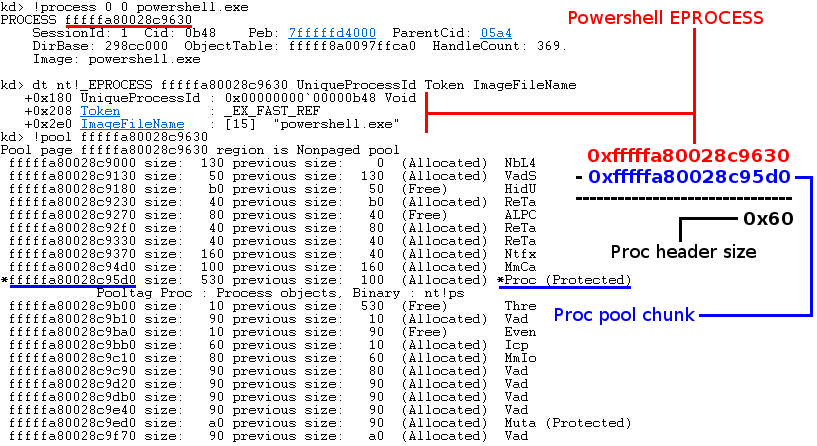 kd> !process 0 0 powershell.exe
PROCESS fffffa80028c9630
SessionId: 1 Cid: 0b48 Peb: 7fffffd4000 ParentCid: 05a4
DirBase: 298cc000 ObjectTable: fffff8a0097ffca0 HandleCount: 369.
Image: powershell.exe
kd> dt nt!_EPROCESS fffffa80028c9630 UniqueProcessId Token ImageFileName
+0x180 UniqueProcessId : 0x00000000`00000b48 Void
+0x208 Token : _EX_FAST_REF
+0x2e0 ImageFileName : [15] "powershell.exe"
kd> !pool fffffa80028c9630
Pool page fffffa80028c9630 region is Nonpaged pool
fffffa80028c9000 size: 130 previous size: 0 (Allocated) NbL4
fffffa80028c9130 size: 50 previous size: 130 (Allocated) VadS
fffffa80028c9180 size: b0 previous size: 50 (Free) HidU
fffffa80028c9230 size: 40 previous size: b0 (Allocated) ReTa
fffffa80028c9270 size: 80 previous size: 40 (Free) ALPC
fffffa80028c92f0 size: 40 previous size: 80 (Allocated) ReTa
fffffa80028c9330 size: 40 previous size: 40 (Allocated) ReTa
fffffa80028c9370 size: 160 previous size: 40 (Allocated) Ntfx
fffffa80028c94d0 size: 100 previous size: 160 (Allocated) MmCa
*fffffa80028c95d0 size: 530 previous size: 100 (Allocated) *Proc (Protected)
Pooltag Proc : Process objects, Binary : nt!ps
fffffa80028c9b00 size: 10 previous size: 530 (Free) Thre
fffffa80028c9b10 size: 90 previous size: 10 (Allocated) Vad
fffffa80028c9ba0 size: 10 previous size: 90 (Free) Even
fffffa80028c9bb0 size: 60 previous size: 10 (Allocated) Icp
fffffa80028c9c10 size: 80 previous size: 60 (Allocated) MmIo
fffffa80028c9c90 size: 90 previous size: 80 (Allocated) Vad
fffffa80028c9d20 size: 90 previous size: 90 (Allocated) Vad
fffffa80028c9db0 size: 90 previous size: 90 (Allocated) Vad
fffffa80028c9e40 size: 90 previous size: 90 (Allocated) Vad
fffffa80028c9ed0 size: a0 previous size: 90 (Allocated) Muta (Protected)
fffffa80028c9f70 size: 90 previous size: a0 (Allocated) Vad
Powershell EPROCESS
0xfffffa80028c9630
- 0xfffffa80028c95d0
--------------------------------
0x60
Proc header size
Proc pool chunk